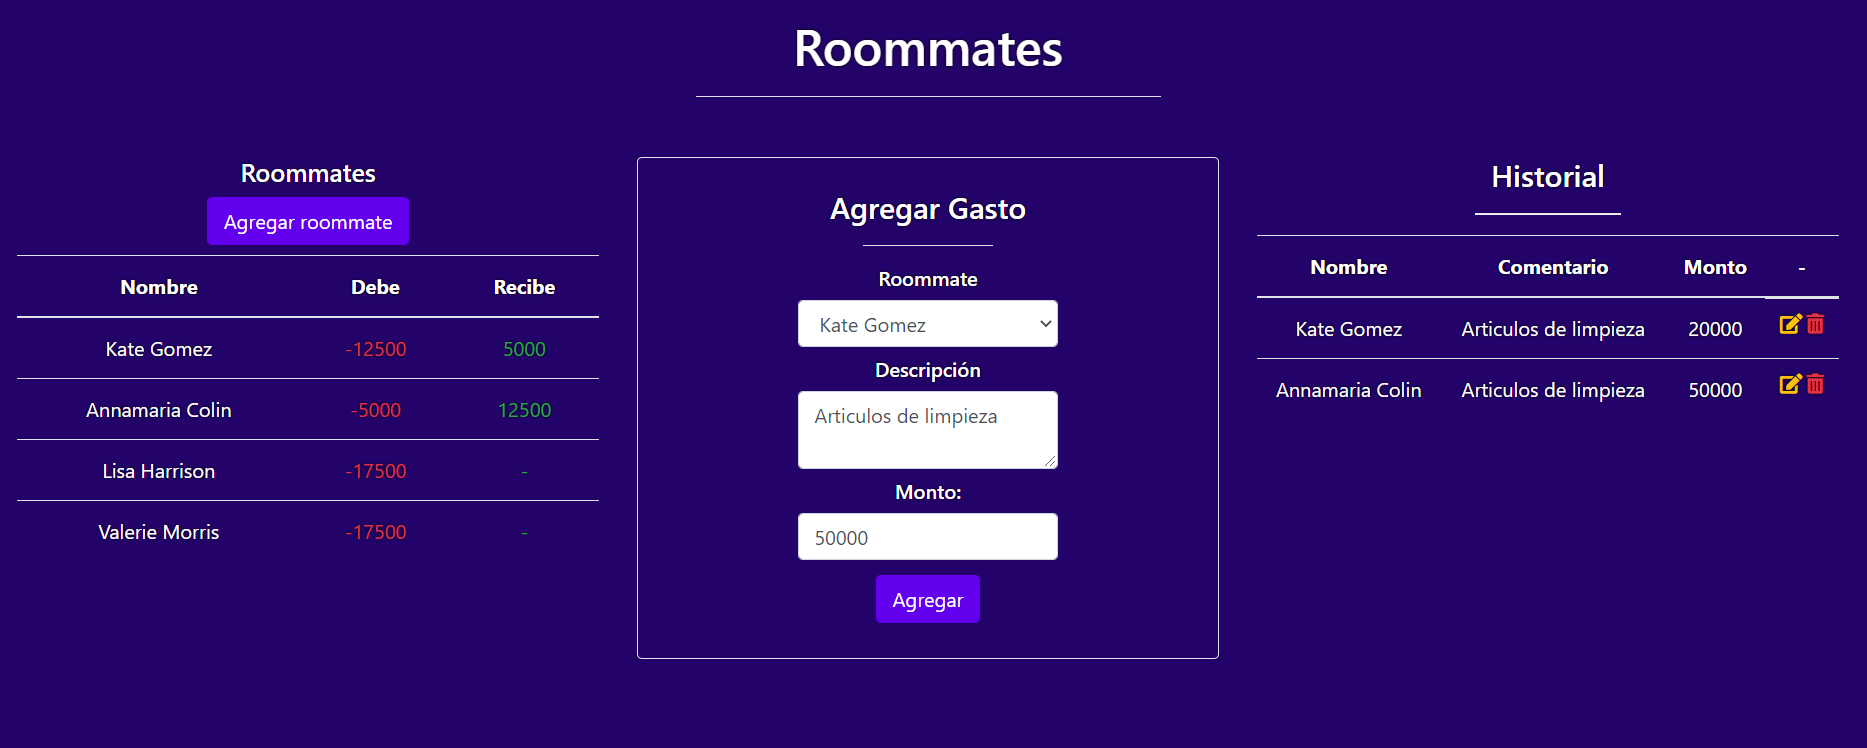 Roommates
Roommates
Agregar roommate
Nombre Debe Recibe
Kate Gomez -12500 5000
Annamaria Colin -5000 12500
Lisa Harrison -17500 -
Valerie Morris -17500 -
Agregar Gasto
Roommate
Kate Gomez
Descripción
Articulos de limpieza
Monto:
50000
Agregar
Historial
Nombre Comentario Monto -
Kate Gomez Articulos de limpieza 20000
Annamaria Colin Articulos de limpieza 50000